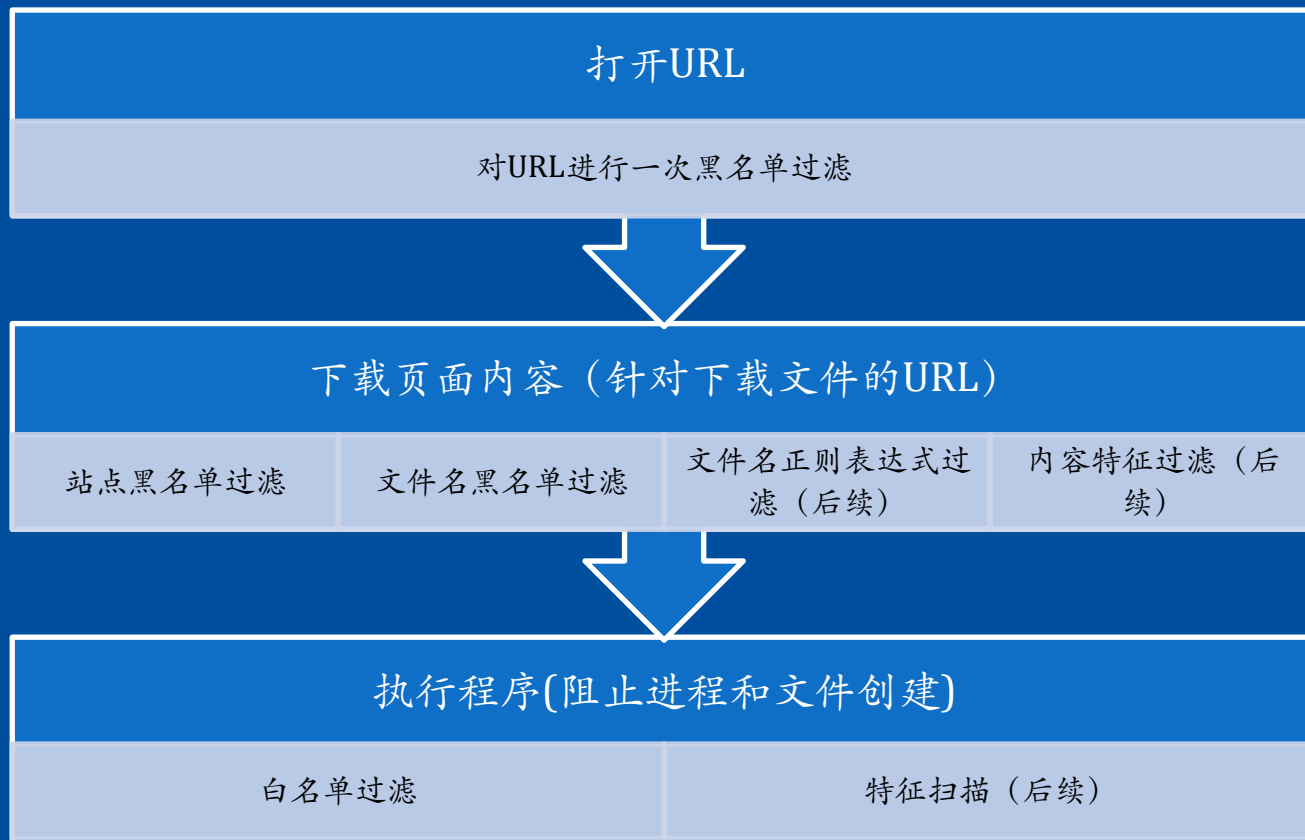 打开URL
对URL进行一次黑名单过滤
下载页面内容（针对下载文件的URL）
站点黑名单过滤
文件名黑名单过滤
文件名正则表达式过
滤（后续）
内容特征过滤（后
续）
执行程序(阻止进程和文件创建)
白名单过滤
特征扫描（后续）